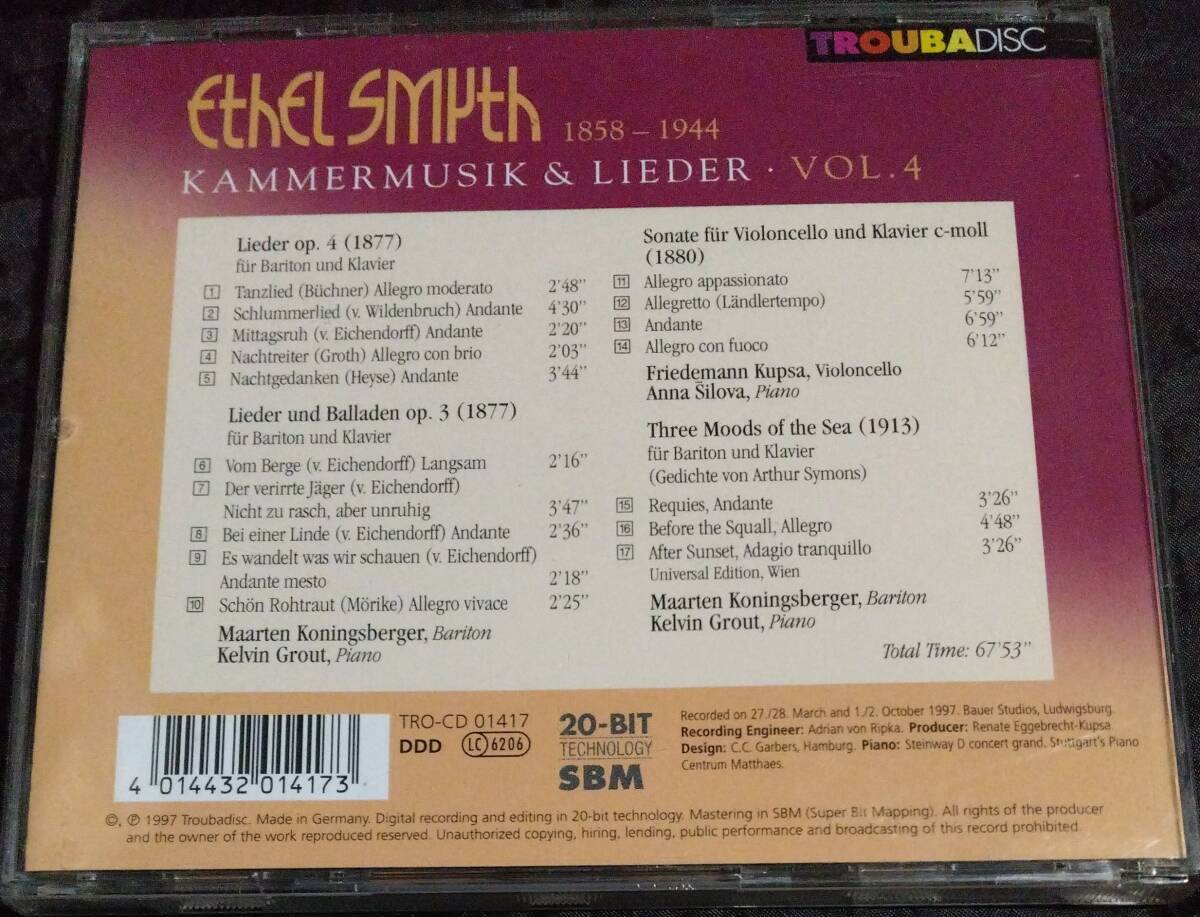 TROUBADISC
Ethel Smyth 1858 – 1944
KAMMERMUSIK & LIEDER · VOL. 4
Lieder op. 4 (1877)
für Bariton und Klavier
1 Tanzlied (Büchner) Allegro moderato 2'48"
2 Schlummerlied (v. Wildenbruch) Andante 4'30"
3 Mittagsruh (v. Eichendorff) Andante 2'20"
4 Nachtreiter (Groth) Allegro con brio 2'03"
5 Nachtgedanken (Heyse) Andante 3'44"
Lieder und Balladen op. 3 (1877)
für Bariton und Klavier
6 Vom Berge (v. Eichendorff) Langsam 2'16"
7 Der verirrte Jäger (v. Eichendorff)
Nicht zu rasch, aber unruhig 3'47"
8 Bei einer Linde (v. Eichendorff) Andante 2'36"
9 Es wandelt was wir schauen (v. Eichendorff)
Andante mesto 2'18"
10 Schön Rohtraut (Mörike) Allegro vivace 2'25"
Maarten Koningsberger, Bariton
Kelvin Grout, Piano
Sonate für Violoncello und Klavier c-moll
(1880)
11 Allegro appassionato 7'13"
12 Allegretto (Ländlertempo) 5'59"
13 Andante 6'59"
14 Allegro con fuoco 6'12"
Friedemann Kupsa, Violoncello
Anna Silova, Piano
Three Moods of the Sea (1913)
für Bariton und Klavier
(Gedichte von Arthur Symons)
15 Requies, Andante 3'26"
16 Before the Squall, Allegro 4'48"
17 After Sunset, Adagio tranquillo 3'26"
Universal Edition, Wien
Maarten Koningsberger, Bariton
Kelvin Grout, Piano
Total Time: 67'53"
4 014432 014173
TRO-CD 01417
DDD LC 6206
20-BIT
TECHNOLOGY
SBM
Recorded on 27./28. March and 1./2. October 1997. Bauer Studios, Ludwigsburg.
Recording Engineer: Adrian von Ripka. Producer: Renate Eggebrecht-Kupsa.
Design: C.C. Garbers, Hamburg. Piano: Steinway D concert grand. Stuttgart's Piano
Centrum Matthaes.
©, ℗ 1997 Troubadisc. Made in Germany. Digital recording and editing in 20-bit technology. Mastering in SBM (Super Bit Mapping). All rights of the producer
and the owner of the work reproduced reserved. Unauthorized copying, hiring, lending, public performance and broadcasting of this record prohibited.